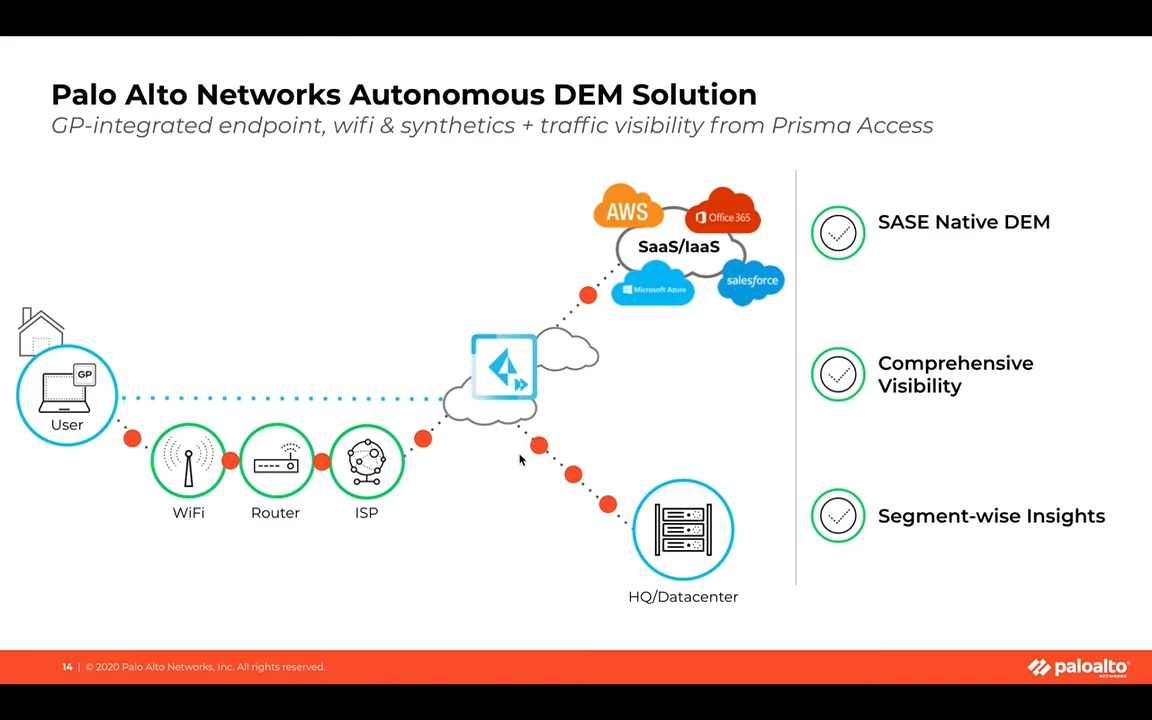 Palo Alto Networks Autonomous DEM Solution
GP-integrated endpoint, wifi & synthetics + traffic visibility from Prisma Access
AWS
Office 365
SaaS/IaaS
Microsoft Azure
salesforce
SASE Native DEM
Comprehensive
Visibility
Segment-wise Insights
GP
User
WiFi
Router
ISP
HQ/Datacenter
14 | © 2020 Palo Alto Networks, Inc. All rights reserved.
paloalto
NETWORKS